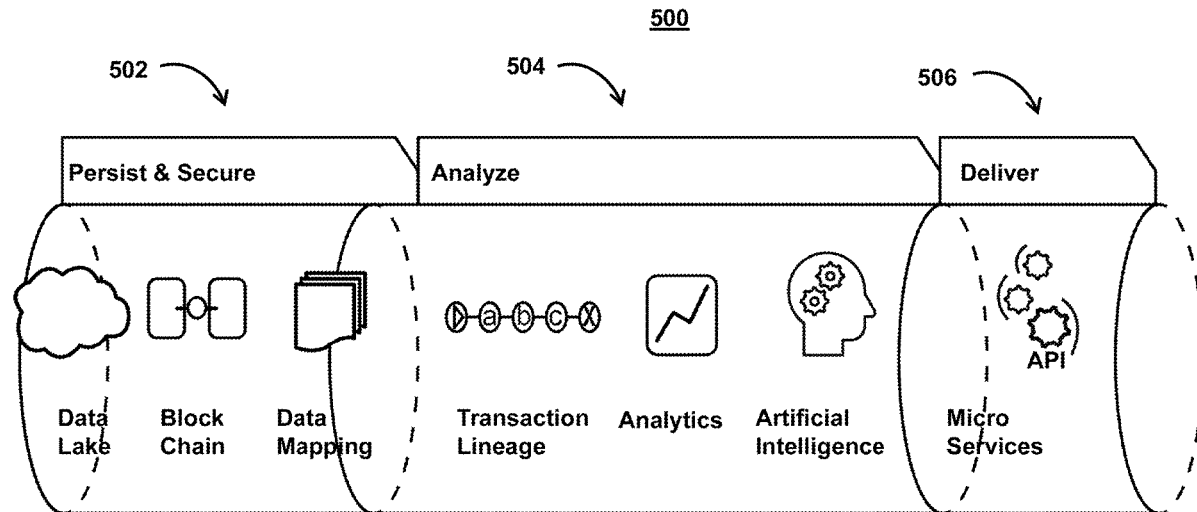 500
502
504
506
Persist & Secure
Analyze
Deliver
a b c X
API
Data
Lake
Block
Chain
Data
Mapping
Transaction
Lineage
Analytics
Artificial
Intelligence
Micro
Services